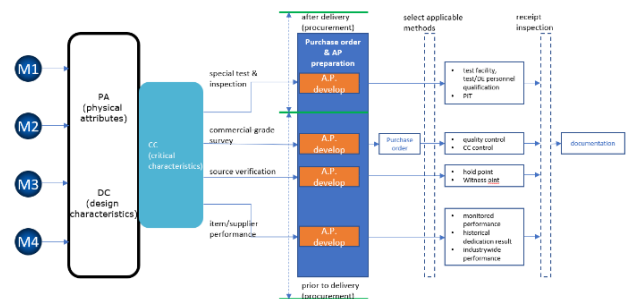 after delivery
[procurement]
select applicable
methods
receipt
inspection
Purchase order
& AP
preparation
M1
M2
M3
M4
PA
(physical
attributes)
DC
(design
characteristics)
CC
(critical
characteristics)
special test &
inspection
commercial grade
survey
source verification
item/supplier
performance
A.P.
develop
A.P.
develop
A.P.
develop
A.P.
develop
Purchase
order
• test facility,
test/DL personnel
qualification
• PIT
• quality control
• CC control
• hold point
• Witness pint
• monitored
performance
• historical
dedication result
• industrywide
performance
documentation
prior to delivery
[procurement]